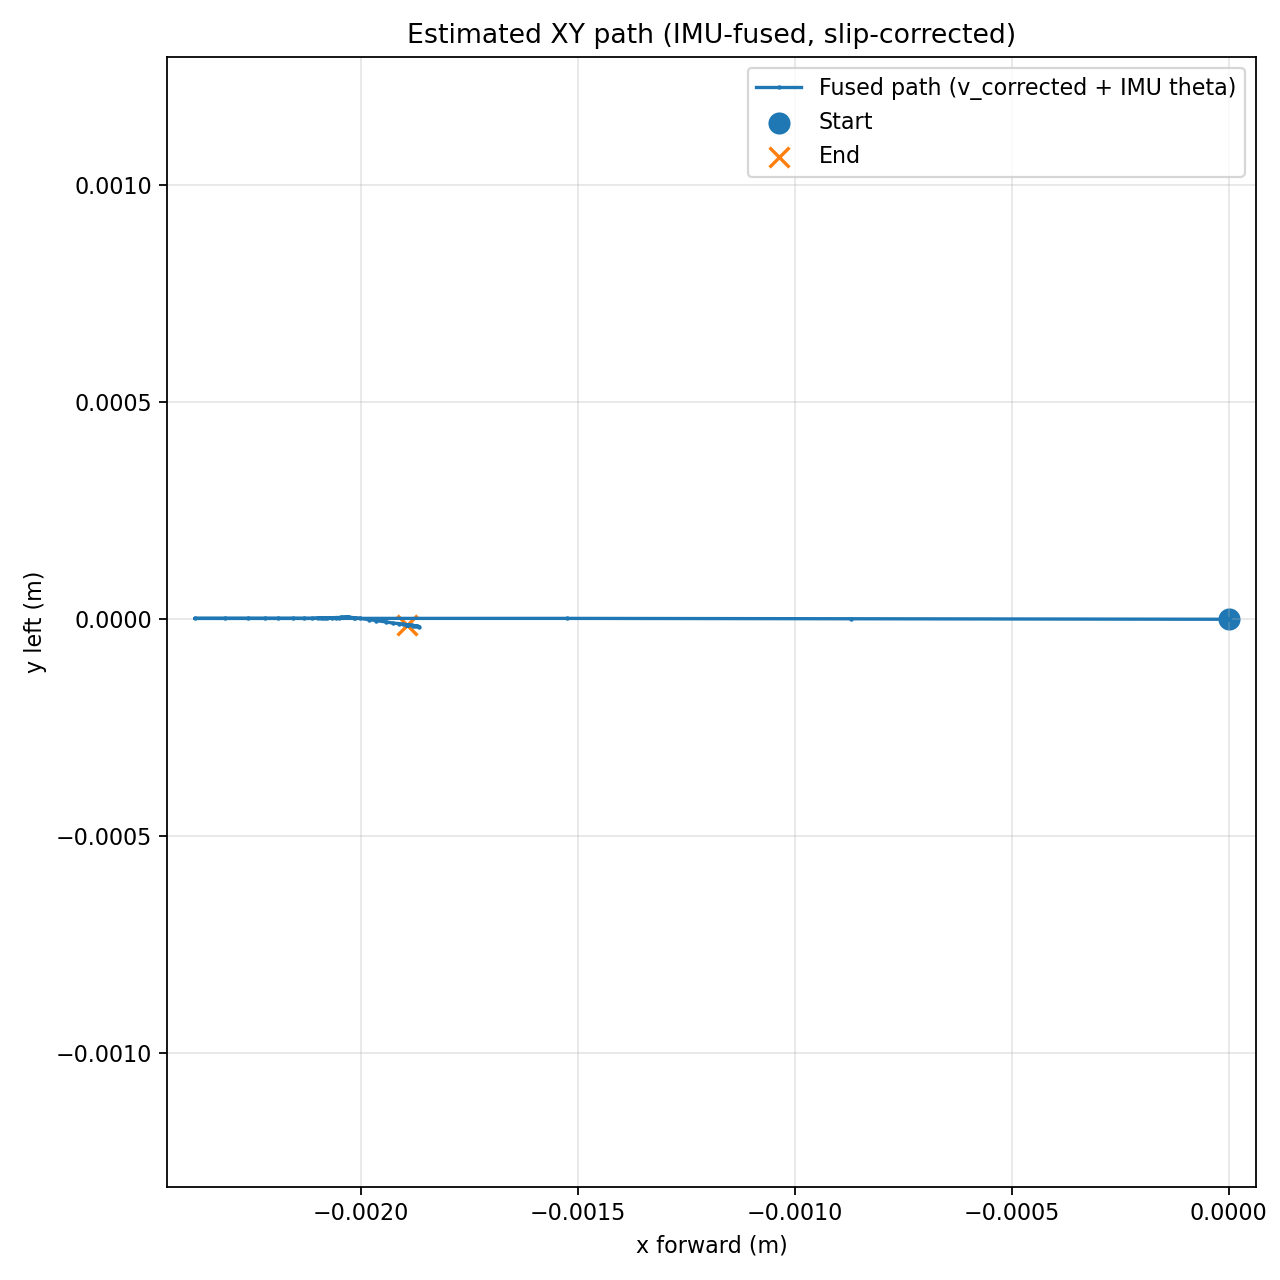 Estimated XY path (IMU-fused, slip-corrected)
Fused path (v_corrected + IMU theta)
Start
End
0.0010
0.0005
0.0000
−0.0005
−0.0010
y left (m)
−0.0020 −0.0015 −0.0010 −0.0005 0.0000
x forward (m)